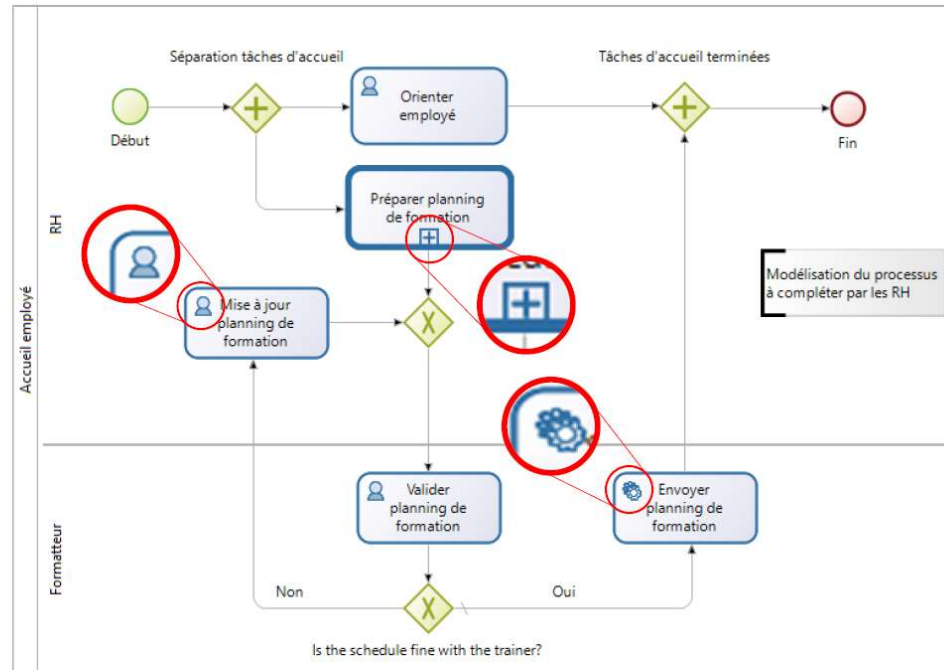 Accueil employé
RH
Séparation tâches d'accueil
Tâches d'accueil terminées
Début
Orienter
employé
Fin
Préparer planning
de formation
Mise à jour
planning de
formation
Modélisation du processus
à compléter par les RH
Formatteur
Valider
planning de
formation
Envoyer
planning de
formation
Non
Oui
Is the schedule fine with the trainer?